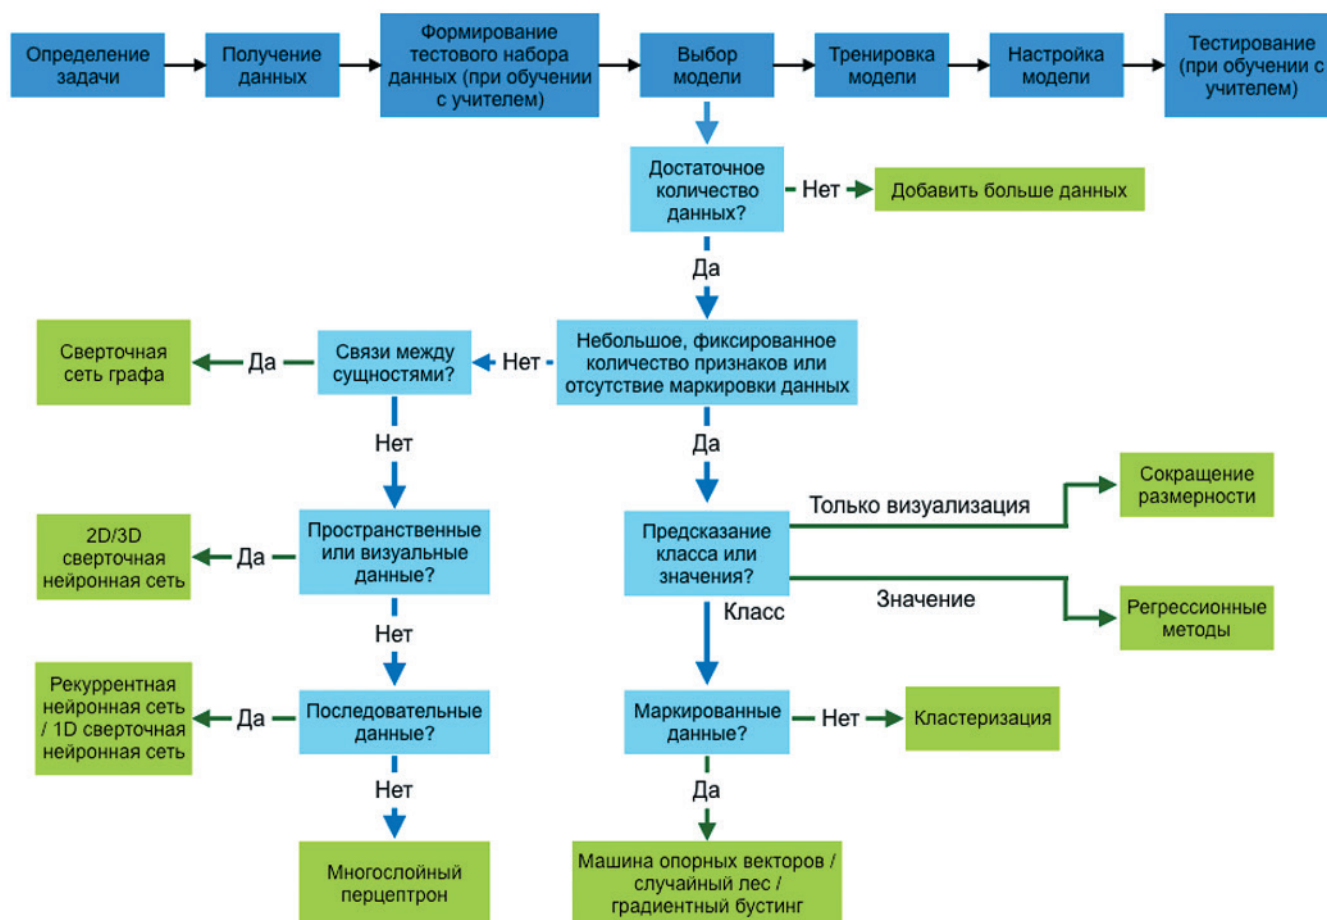 Определение
задачи
Получение
данных
Формирование
тестового набора
данных (при обучении
с учителем)
Выбор
модели
Тренировка
модели
Настройка
модели
Тестирование
(при обучении с
учителем)
Достаточное
количество
данных?
Нет
Добавить больше данных
Да
Сверточная
сеть графа
Да
Связи между
сущностями?
Нет
Небольшое, фиксированное
количество признаков или
отсутствие маркировки данных
Нет
Да
2D/3D
сверточная
нейронная сеть
Да
Пространственные
или визуальные
данные?
Предсказание
класса или
значения?
Только визуализация
Сокращение
размерности
Значение
Регрессионные
методы
Нет
Класс
Рекуррентная
нейронная сеть
/ 1D сверточная
нейронная сеть
Да
Последовательные
данные?
Маркированные
данные?
Нет
Кластеризация
Нет
Да
Многослойный
перцептрон
Машина опорных векторов /
случайный лес /
градиентный бустинг